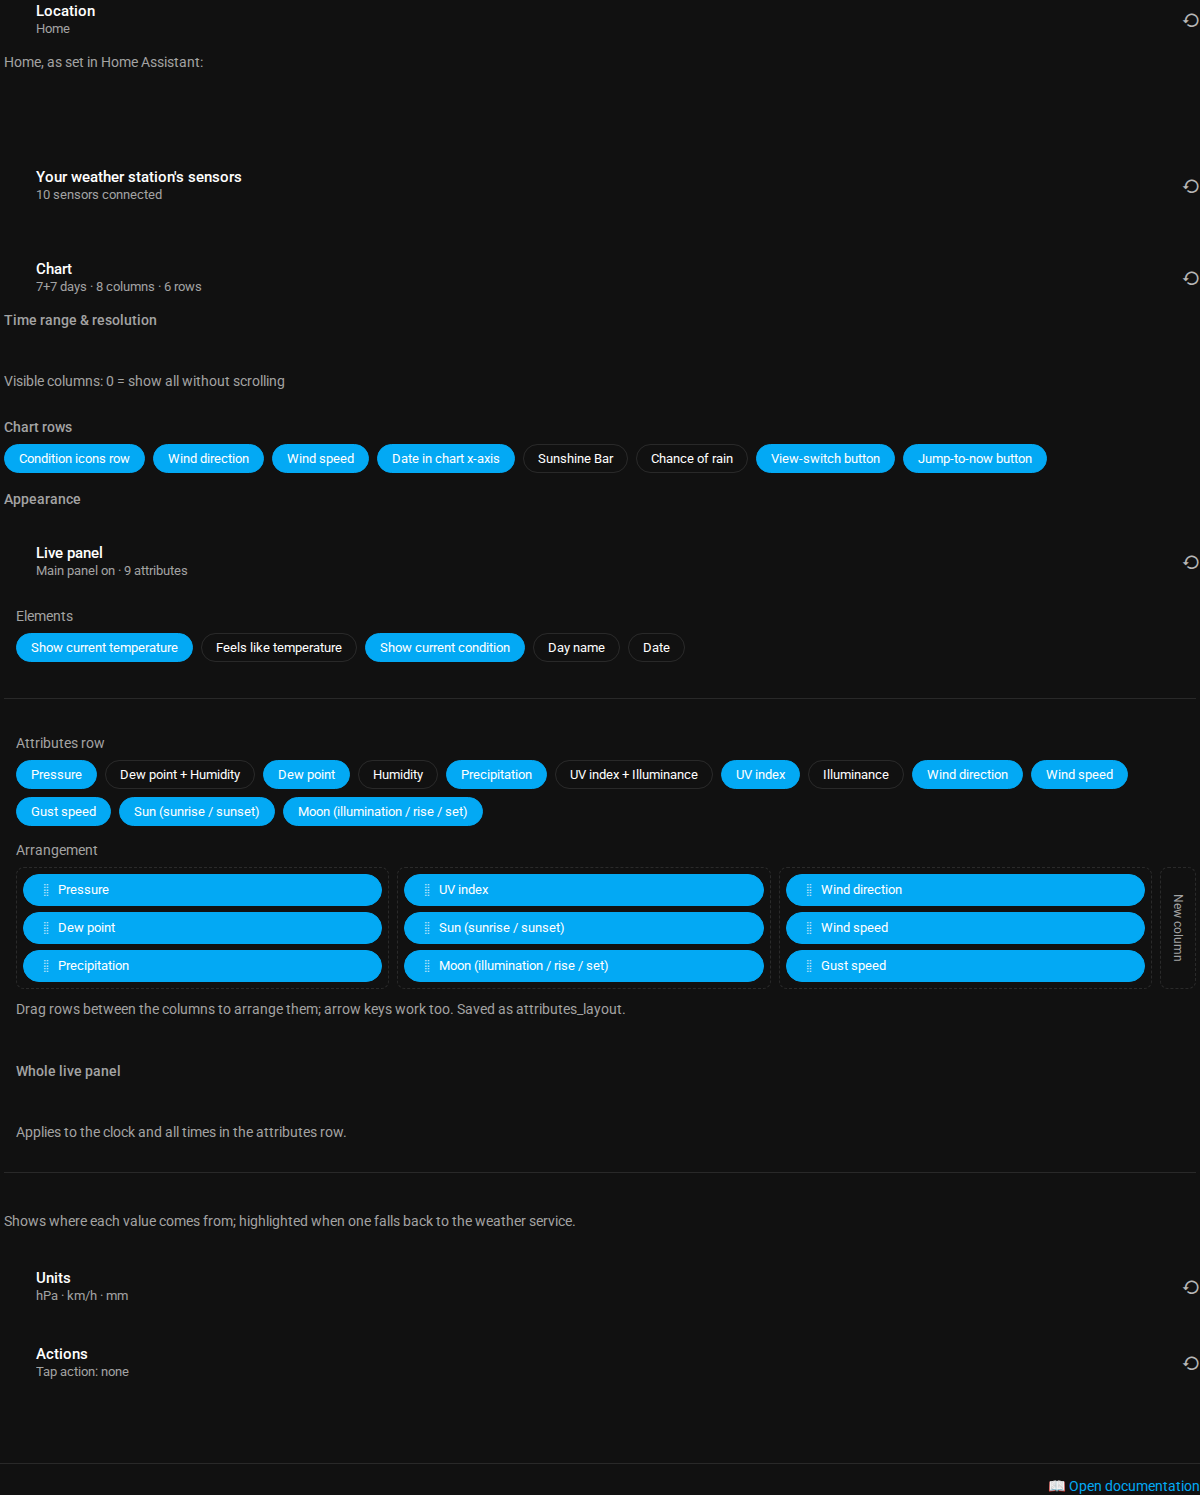 Location
Home
Home, as set in Home Assistant:
Your weather station's sensors
10 sensors connected
Chart
7+7 days · 8 columns · 6 rows
Time range & resolution
Visible columns: 0 = show all without scrolling
Chart rows
Condition icons row Wind direction Wind speed Date in chart x-axis Sunshine Bar Chance of rain View-switch button Jump-to-now button
Appearance
Live panel
Main panel on · 9 attributes
Elements
Show current temperature Feels like temperature Show current condition Day name Date
Attributes row
Pressure Dew point + Humidity Dew point Humidity Precipitation UV index + Illuminance UV index Illuminance Wind direction Wind speed
Gust speed Sun (sunrise / sunset) Moon (illumination / rise / set)
Arrangement
Pressure UV index Wind direction
Dew point Sun (sunrise / sunset) Wind speed
Precipitation Moon (illumination / rise / set) Gust speed
New column
Drag rows between the columns to arrange them; arrow keys work too. Saved as attributes_layout.
Whole live panel
Applies to the clock and all times in the attributes row.
Shows where each value comes from; highlighted when one falls back to the weather service.
Units
hPa · km/h · mm
Actions
Tap action: none
📖 Open documentation